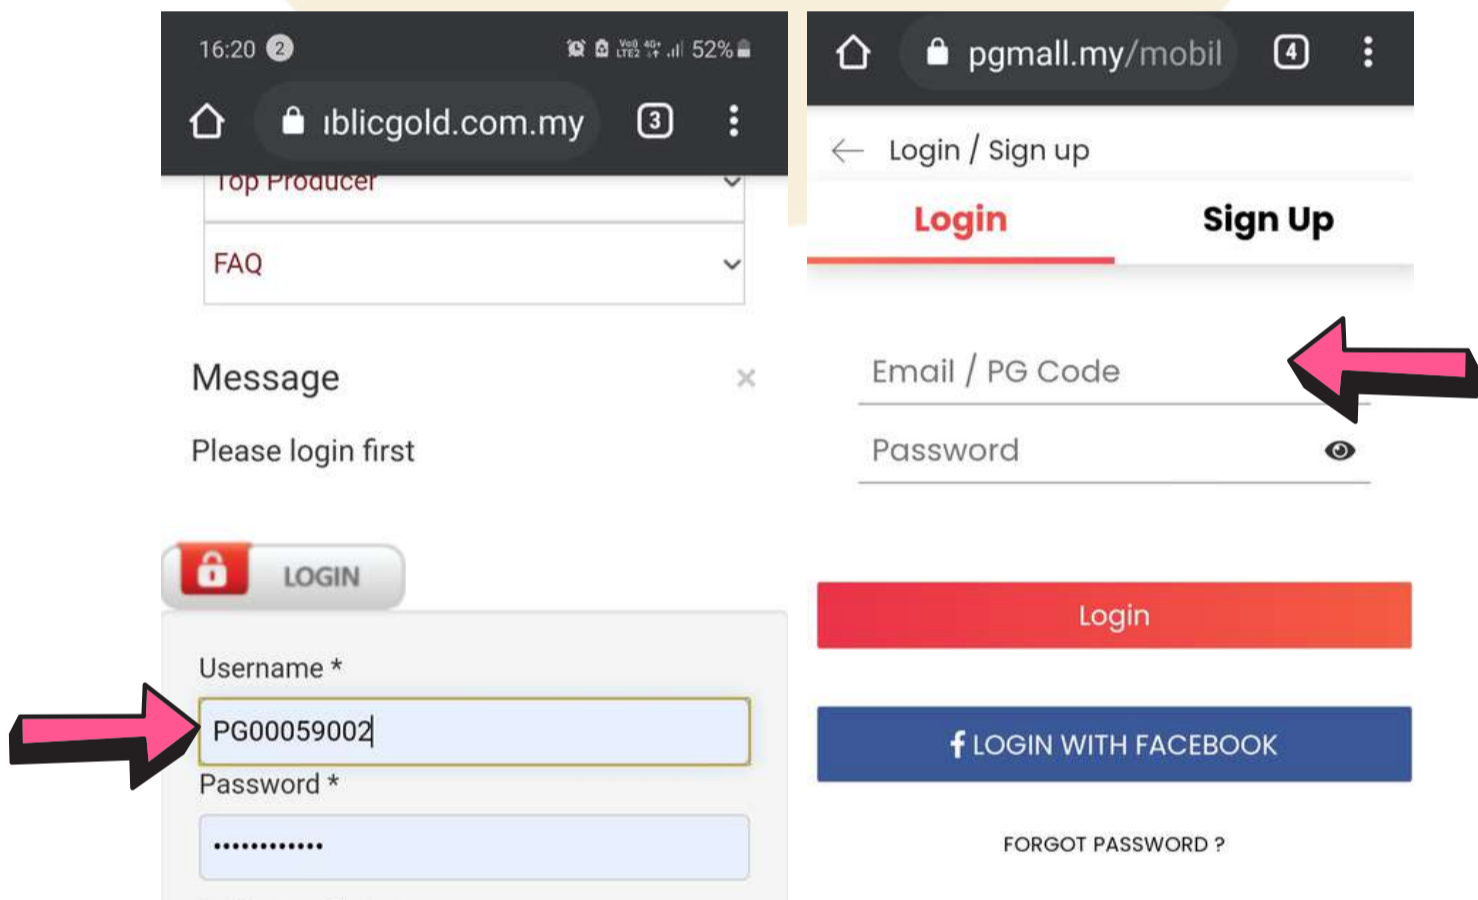 16:20 2
52%
ıblicgold.com.my 3
Top Producer
FAQ
Message
Please login first
LOGIN
Username *
PG00059002
Password *
••••••••••••
pgmall.my/mobil 4
Login / Sign up
Login Sign Up
Email / PG Code
Password
Login
f LOGIN WITH FACEBOOK
FORGOT PASSWORD ?